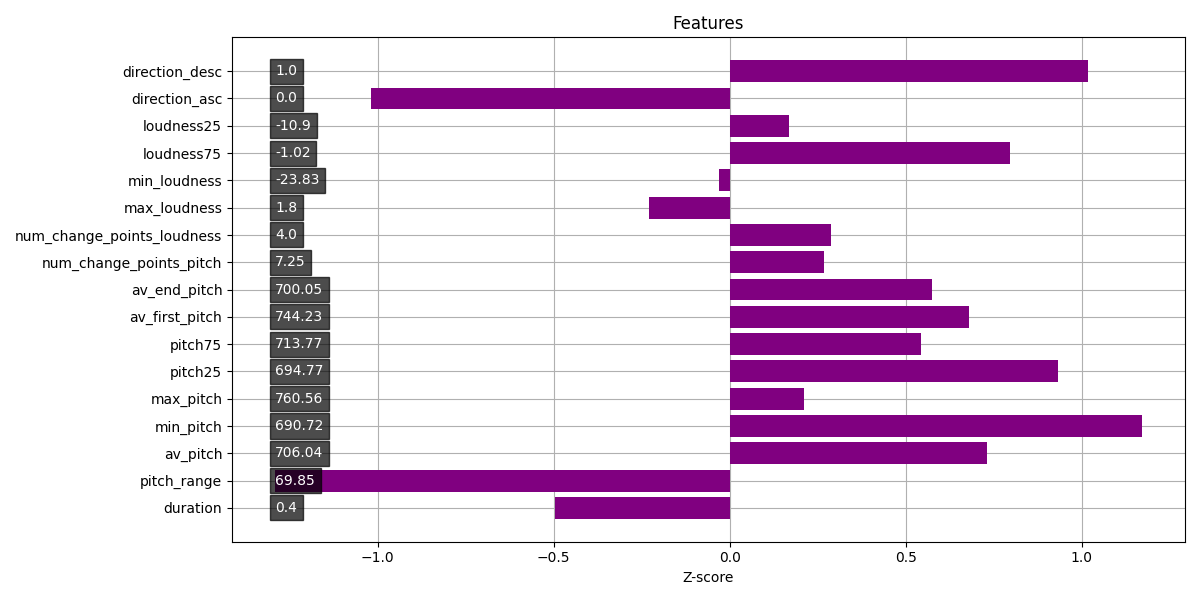 Features
direction_desc 1.0
direction_asc 0.0
loudness25 -10.9
loudness75 -1.02
min_loudness -23.83
max_loudness 1.8
num_change_points_loudness 4.0
num_change_points_pitch 7.25
av_end_pitch 700.05
av_first_pitch 744.23
pitch75 713.77
pitch25 694.77
max_pitch 760.56
min_pitch 690.72
av_pitch 706.04
pitch_range 69.85
duration 0.4
−1.0 −0.5 0.0 0.5 1.0
Z-score